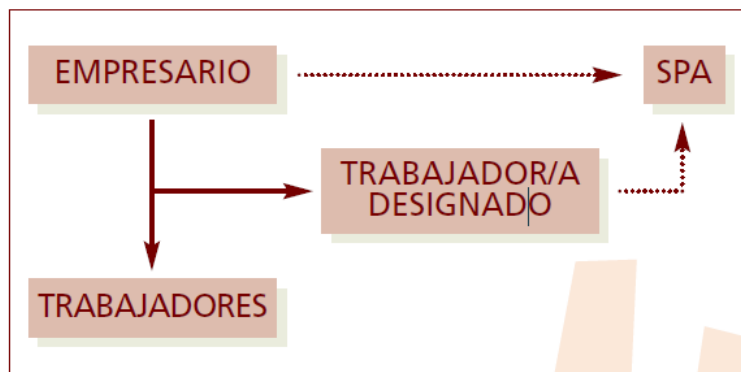 EMPRESARIO
SPA
TRABAJADOR/A
DESIGNADO
TRABAJADORES